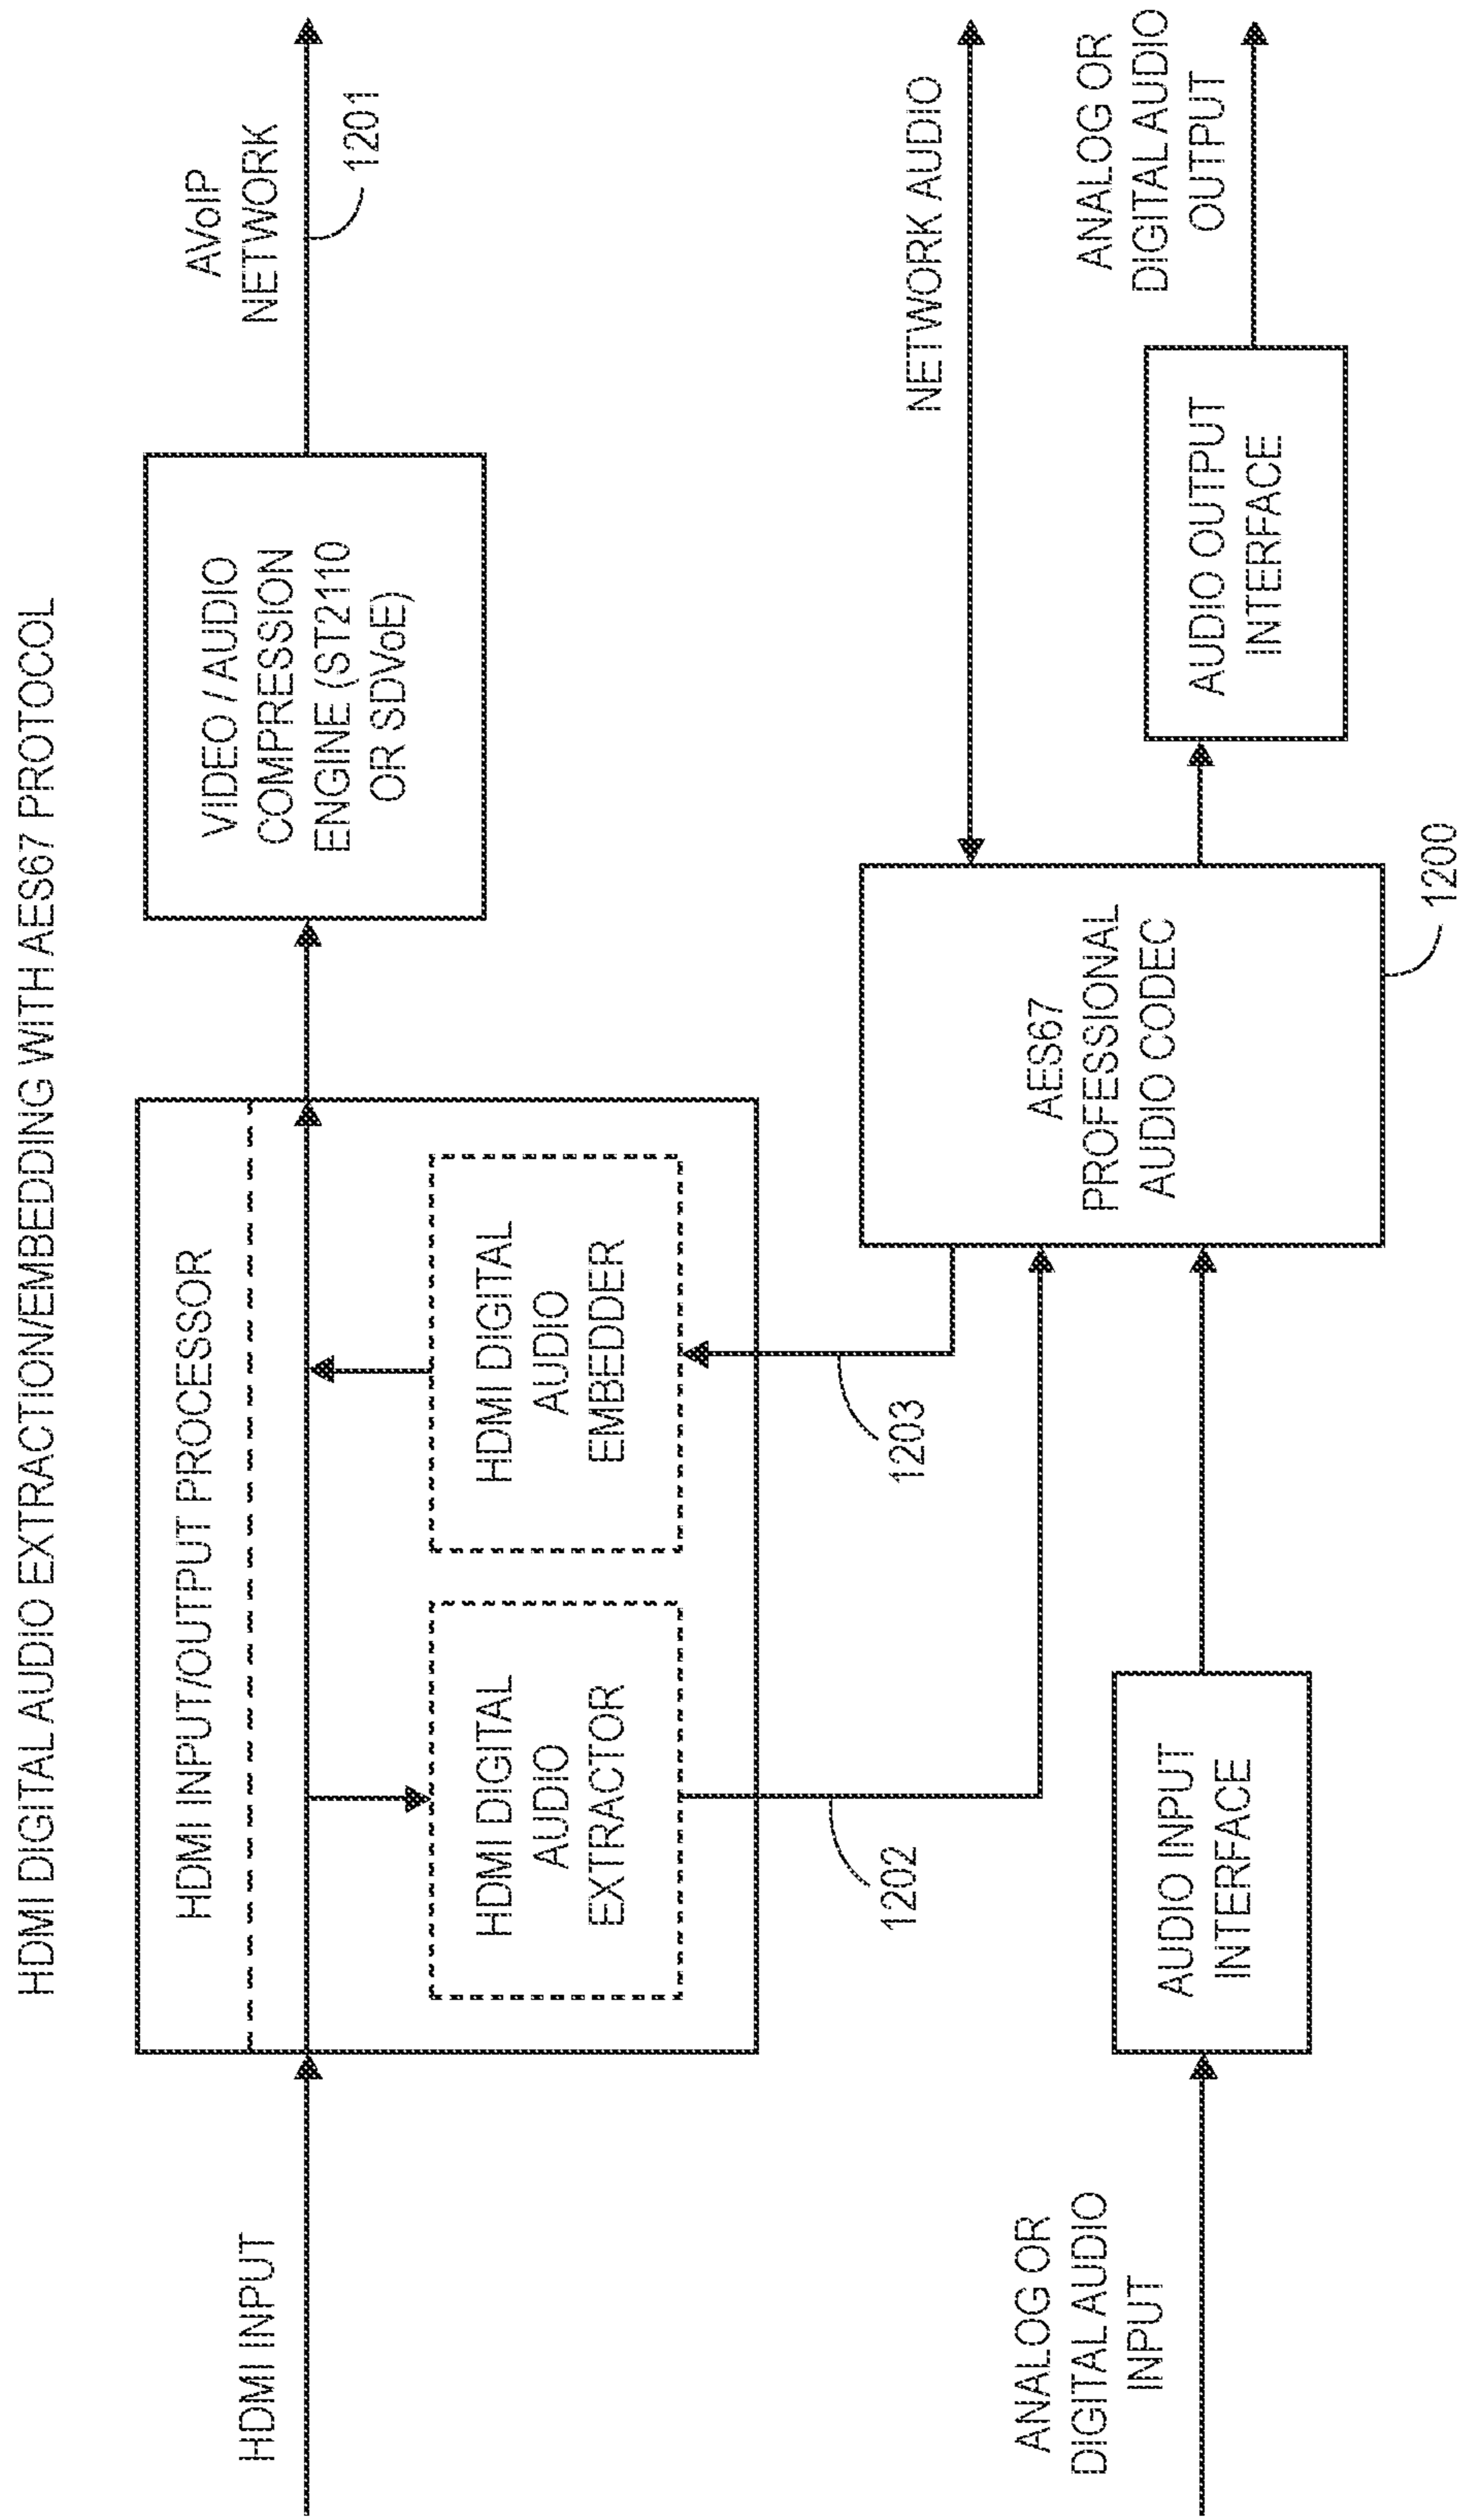 HDMI DIGITAL AUDIO EXTRACTION/EMBEDDING WITH AES67 PROTOCOL
HDMI INPUT
HDMI INPUT/OUTPUT PROCESSOR
HDMI DIGITAL
AUDIO
EXTRACTOR
HDMI DIGITAL
AUDIO
EMBEDDER
VIDEO / AUDIO
COMPRESSION
ENGINE (ST2110
OR SDVoE)
AVoIP
NETWORK
1201
1202
1203
ANALOG OR
DIGITAL AUDIO
INPUT
AUDIO INPUT
INTERFACE
AES67
PROFESSIONAL
AUDIO CODEC
1200
NETWORK AUDIO
AUDIO OUTPUT
INTERFACE
ANALOG OR
DIGITAL AUDIO
OUTPUT